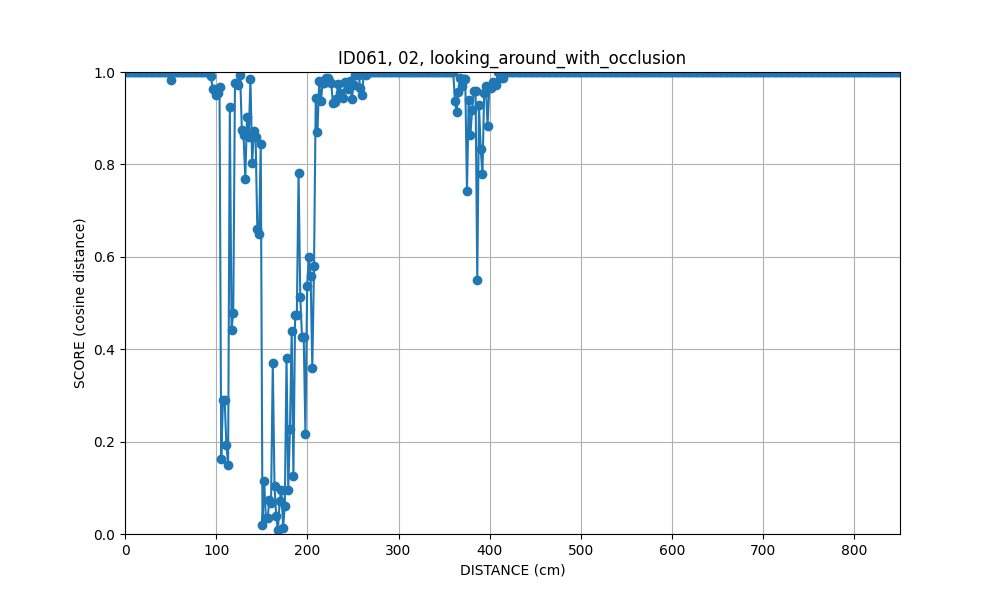 ID061, 02, looking_around_with_occlusion
1.0
0.8
0.6
0.4
0.2
0.0
SCORE (cosine distance)
0 100 200 300 400 500 600 700 800
DISTANCE (cm)